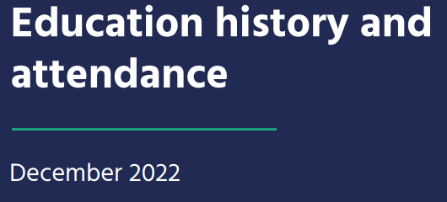 Education history and
attendance
December 2022